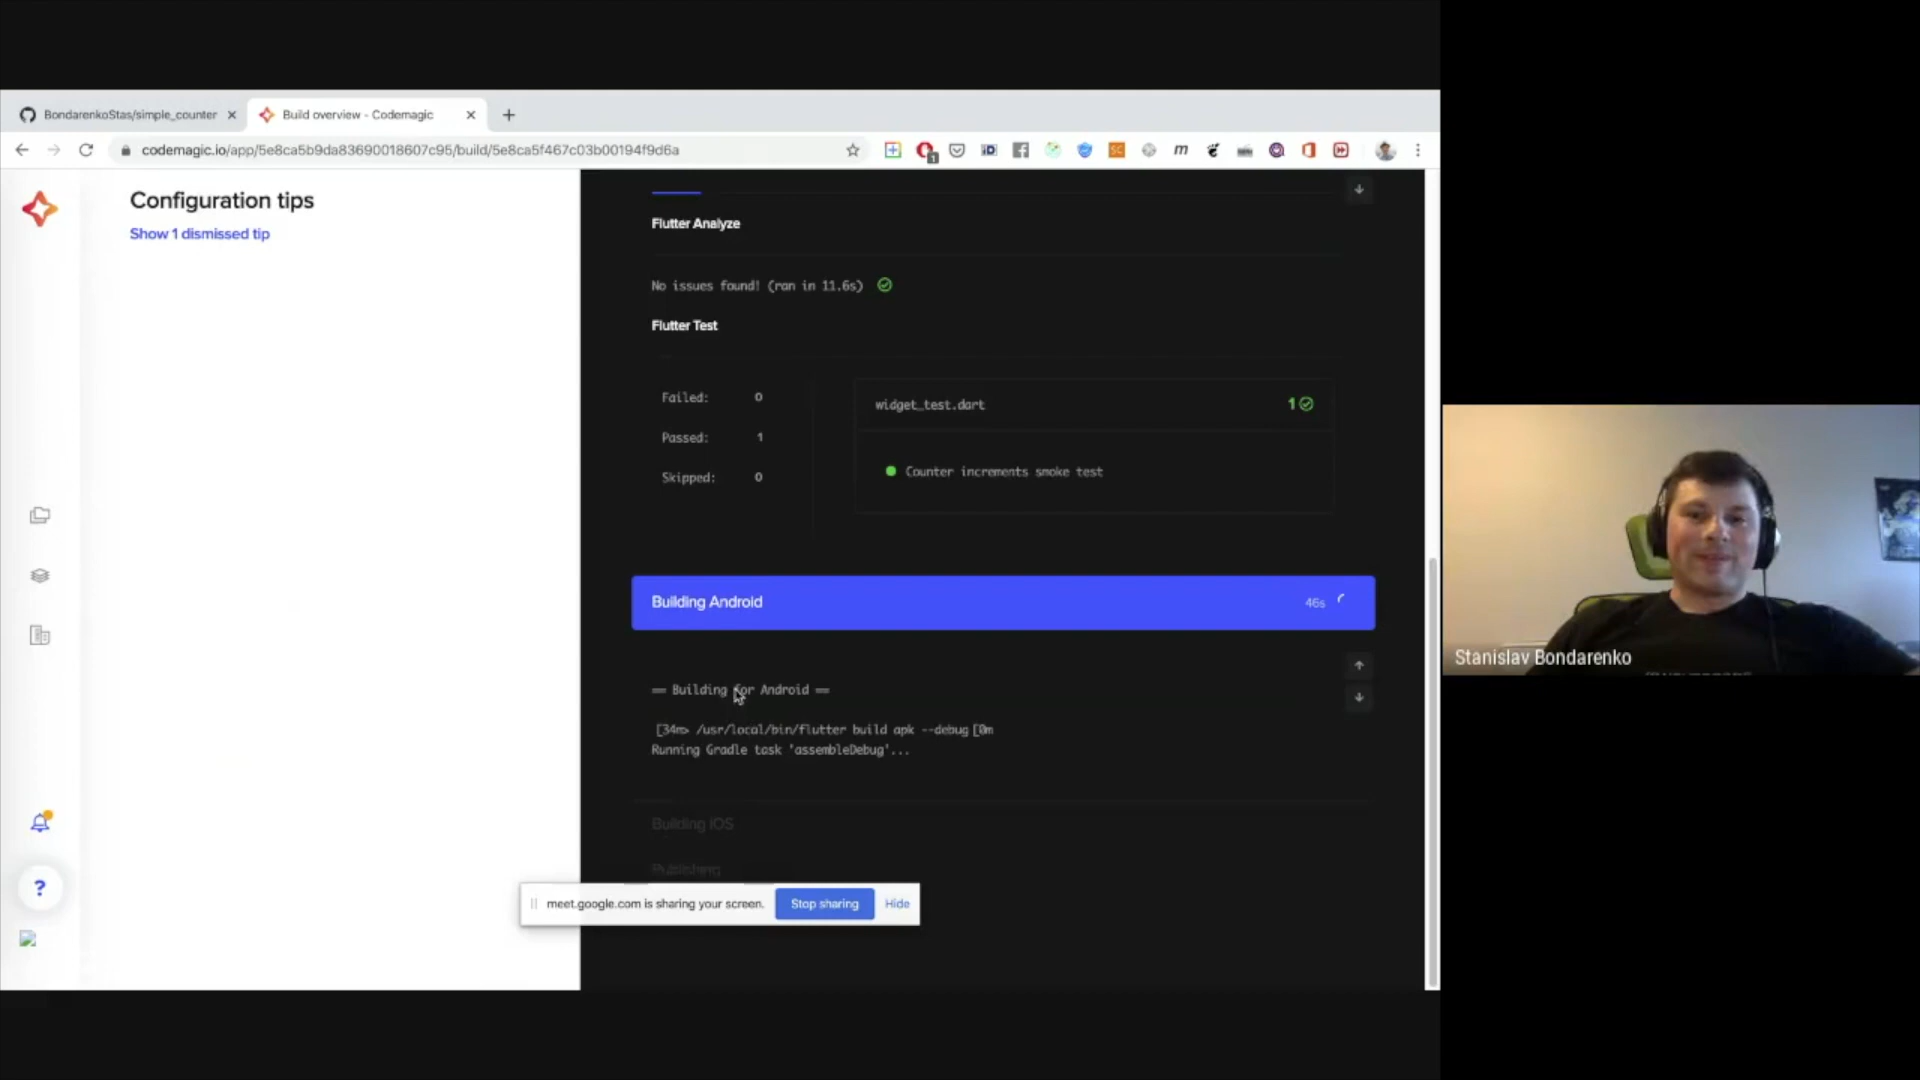 BondarenkoStas/simple_counter
Build overview - Codemagic
codemagic.io/app/5e8ca5b9da83690018607c95/build/5e8ca5f467c03b00194f9d6a
Configuration tips
Show 1 dismissed tip
Flutter Analyze
No issues found! (ran in 11.6s)
Flutter Test
Failed: 0
Passed: 1
Skipped: 0
widget_test.dart 1
Counter increments smoke test
Building Android 46s
== Building for Android ==
[34m> /usr/local/bin/flutter build apk --debug[0m
Running Gradle task 'assembleDebug'...
Building iOS
Publishing
?
meet.google.com is sharing your screen.
Stop sharing
Hide
Stanislav Bondarenko